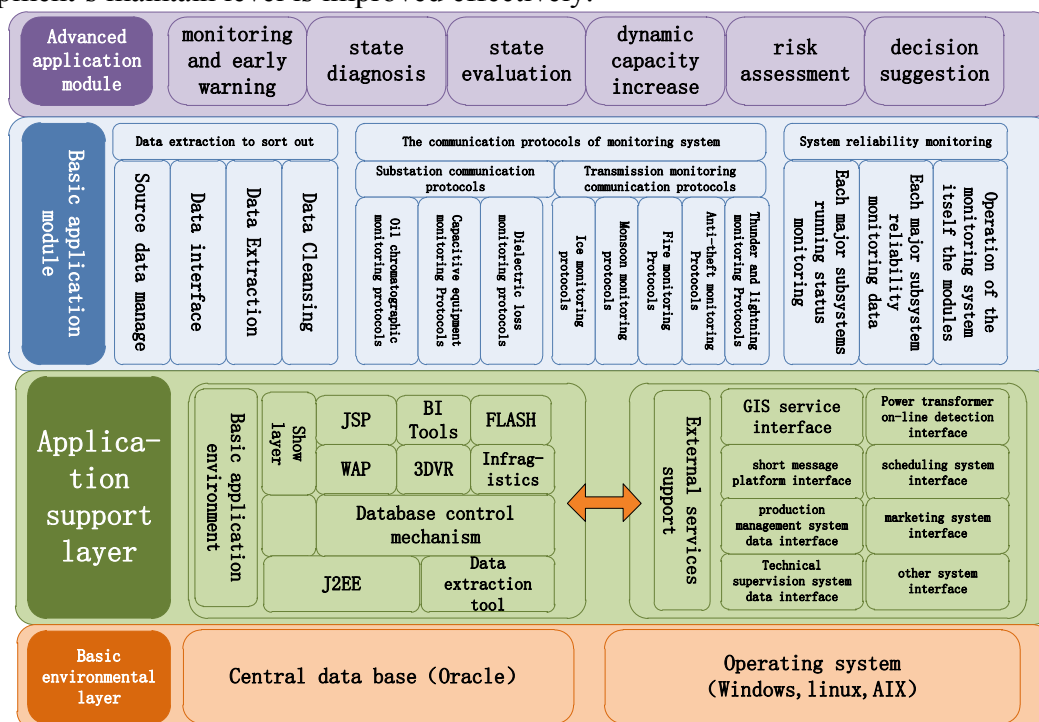 pment's maintain level is improved effectively.
Advanced
application
module
monitoring
and early
warning
state
diagnosis
state
evaluation
dynamic
capacity
increase
risk
assessment
decision
suggestion
Basic application
module
Data extraction to sort out
Source data manage
Data interface
Data Extraction
Data Cleansing
The communication protocols of monitoring system
Substation communication
protocols
Oil chromatographic
monitoring protocols
Capacitive equipment
monitoring Protocols
Dielectric loss
monitoring protocols
Transmission monitoring
communication protocols
Ice monitoring
protocols
Monsoon monitoring
protocols
Fire monitoring
Protocols
Anti-theft monitoring
Protocols
Thunder and lightning
monitoring Protocols
System reliability monitoring
Each major subsystems
running status
monitoring
Each major subsystem
reliability
monitoring data
Operation of the
monitoring system
itself the modules
Applica-
tion
support
layer
Basic application
environment
Show
layer
JSP
BI
Tools
FLASH
WAP
3DVR
Infrag-
istics
Database control
mechanism
J2EE
Data
extraction
tool
External services
support
GIS service
interface
Power transformer
on-line detection
interface
short message
platform interface
scheduling system
interface
production
management system
data interface
marketing system
interface
Technical
supervision system
data interface
other system
interface
Basic
environmental
layer
Central data base (Oracle)
Operating system
(Windows, linux, AIX)